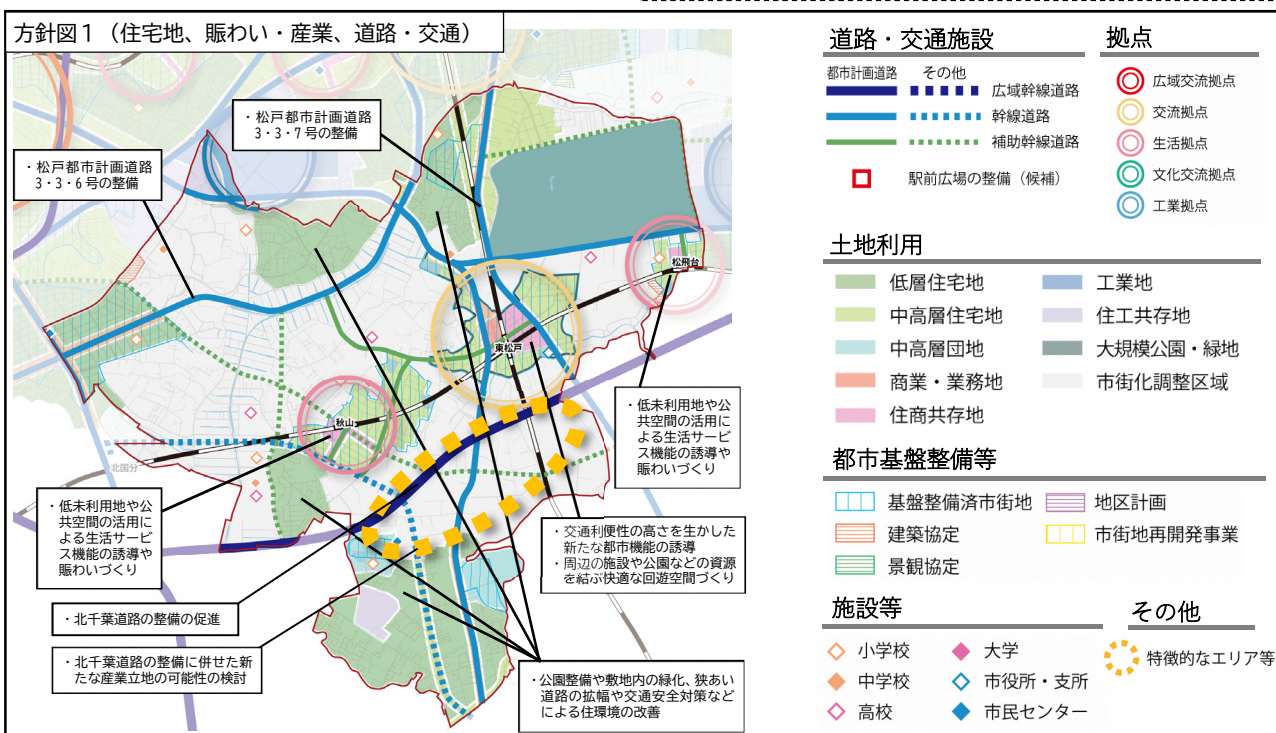 方針図1（住宅地、賑わい・産業、道路・交通）
・松戸都市計画道路
3・3・7号の整備
・松戸都市計画道路
3・3・6号の整備
松飛台
東松戸
秋山
北国分
・低未利用地や公
共空間の活用に
よる生活サービ
ス機能の誘導や
賑わいづくり
・低未利用地や公
共空間の活用に
よる生活サービ
ス機能の誘導や
賑わいづくり
・交通利便性の高さを生かした
新たな都市機能の誘導
・周辺の施設や公園などの資源
を結ぶ快適な回遊空間づくり
・北千葉道路の整備の促進
・北千葉道路の整備に併せた新
たな産業立地の可能性の検討
・公園整備や敷地内の緑化、狭あい
道路の拡幅や交通安全対策など
による住環境の改善
道路・交通施設
都市計画道路 その他
広域幹線道路
幹線道路
補助幹線道路
駅前広場の整備（候補）
拠点
広域交流拠点
交流拠点
生活拠点
文化交流拠点
工業拠点
土地利用
低層住宅地
中高層住宅地
中高層団地
商業・業務地
住商共存地
工業地
住工共存地
大規模公園・緑地
市街化調整区域
都市基盤整備等
基盤整備済市街地
建築協定
景観協定
地区計画
市街地再開発事業
施設等
小学校
中学校
高校
大学
市役所・支所
市民センター
その他
特徴的なエリア等